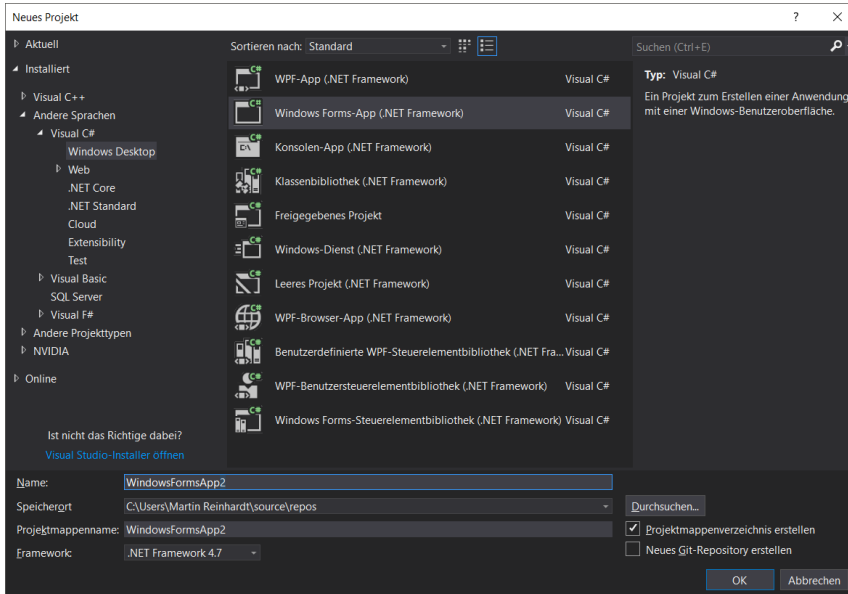 Neues Projekt
Aktuell
Installiert
Visual C++
Andere Sprachen
Visual C#
Windows Desktop
Web
.NET Core
.NET Standard
Cloud
Extensibility
Test
Visual Basic
SQL Server
Visual F#
Andere Projekttypen
NVIDIA
Online
Ist nicht das Richtige dabei?
Visual Studio-Installer öffnen
Sortieren nach: Standard
WPF-App (.NET Framework) Visual C#
Windows Forms-App (.NET Framework) Visual C#
Konsolen-App (.NET Framework) Visual C#
Klassenbibliothek (.NET Framework) Visual C#
Freigegebenes Projekt Visual C#
Windows-Dienst (.NET Framework) Visual C#
Leeres Projekt (.NET Framework) Visual C#
WPF-Browser-App (.NET Framework) Visual C#
Benutzerdefinierte WPF-Steuerelementbibliothek (.NET Fra... Visual C#
WPF-Benutzersteuerelementbibliothek (.NET Framework) Visual C#
Windows Forms-Steuerelementbibliothek (.NET Framework) Visual C#
Suchen (Ctrl+E)
Typ: Visual C#
Ein Projekt zum Erstellen einer Anwendung
mit einer Windows-Benutzeroberfläche.
Name: WindowsFormsApp2
Speicherort C:\Users\Martin Reinhardt\source\repos
Durchsuchen...
Projektmappenname: WindowsFormsApp2
Projektmappenverzeichnis erstellen
Framework: .NET Framework 4.7
Neues Git-Repository erstellen
OK Abbrechen